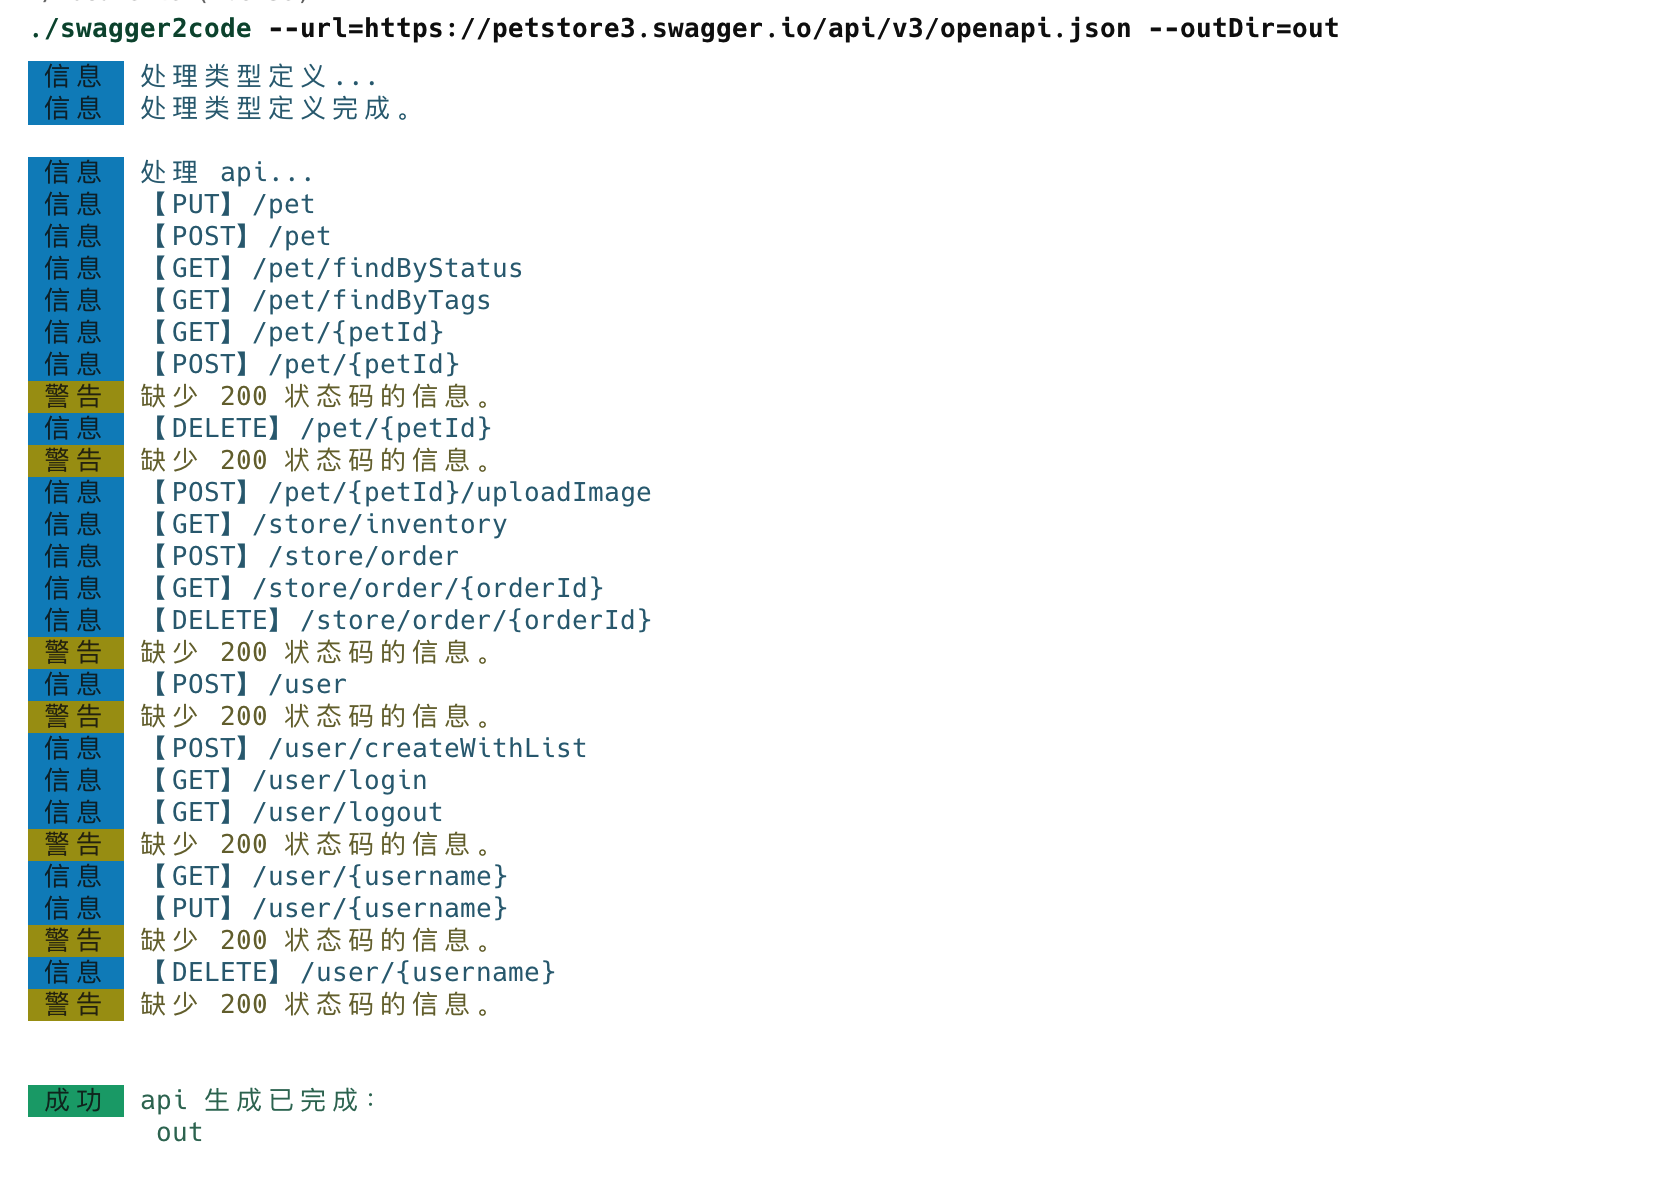 ./swagger2code --url=https://petstore3.swagger.io/api/v3/openapi.json --outDir=out
信息 处理类型定义...
信息 处理类型定义完成。
信息 处理 api...
信息 【PUT】/pet
信息 【POST】/pet
信息 【GET】/pet/findByStatus
信息 【GET】/pet/findByTags
信息 【GET】/pet/{petId}
信息 【POST】/pet/{petId}
警告 缺少 200 状态码的信息。
信息 【DELETE】/pet/{petId}
警告 缺少 200 状态码的信息。
信息 【POST】/pet/{petId}/uploadImage
信息 【GET】/store/inventory
信息 【POST】/store/order
信息 【GET】/store/order/{orderId}
信息 【DELETE】/store/order/{orderId}
警告 缺少 200 状态码的信息。
信息 【POST】/user
警告 缺少 200 状态码的信息。
信息 【POST】/user/createWithList
信息 【GET】/user/login
信息 【GET】/user/logout
警告 缺少 200 状态码的信息。
信息 【GET】/user/{username}
信息 【PUT】/user/{username}
警告 缺少 200 状态码的信息。
信息 【DELETE】/user/{username}
警告 缺少 200 状态码的信息。
成功 api 生成已完成：
out